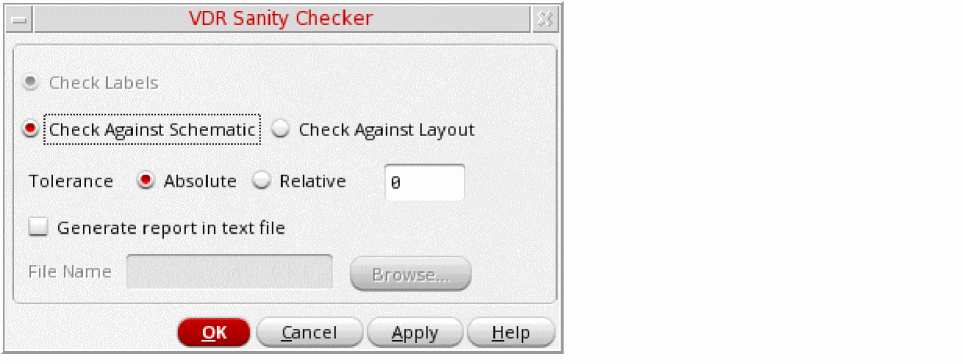 VDR Sanity Checker
Check Labels
Check Against Schematic Check Against Layout
Tolerance Absolute Relative 0
Generate report in text file
File Name Browse...
OK Cancel Apply Help